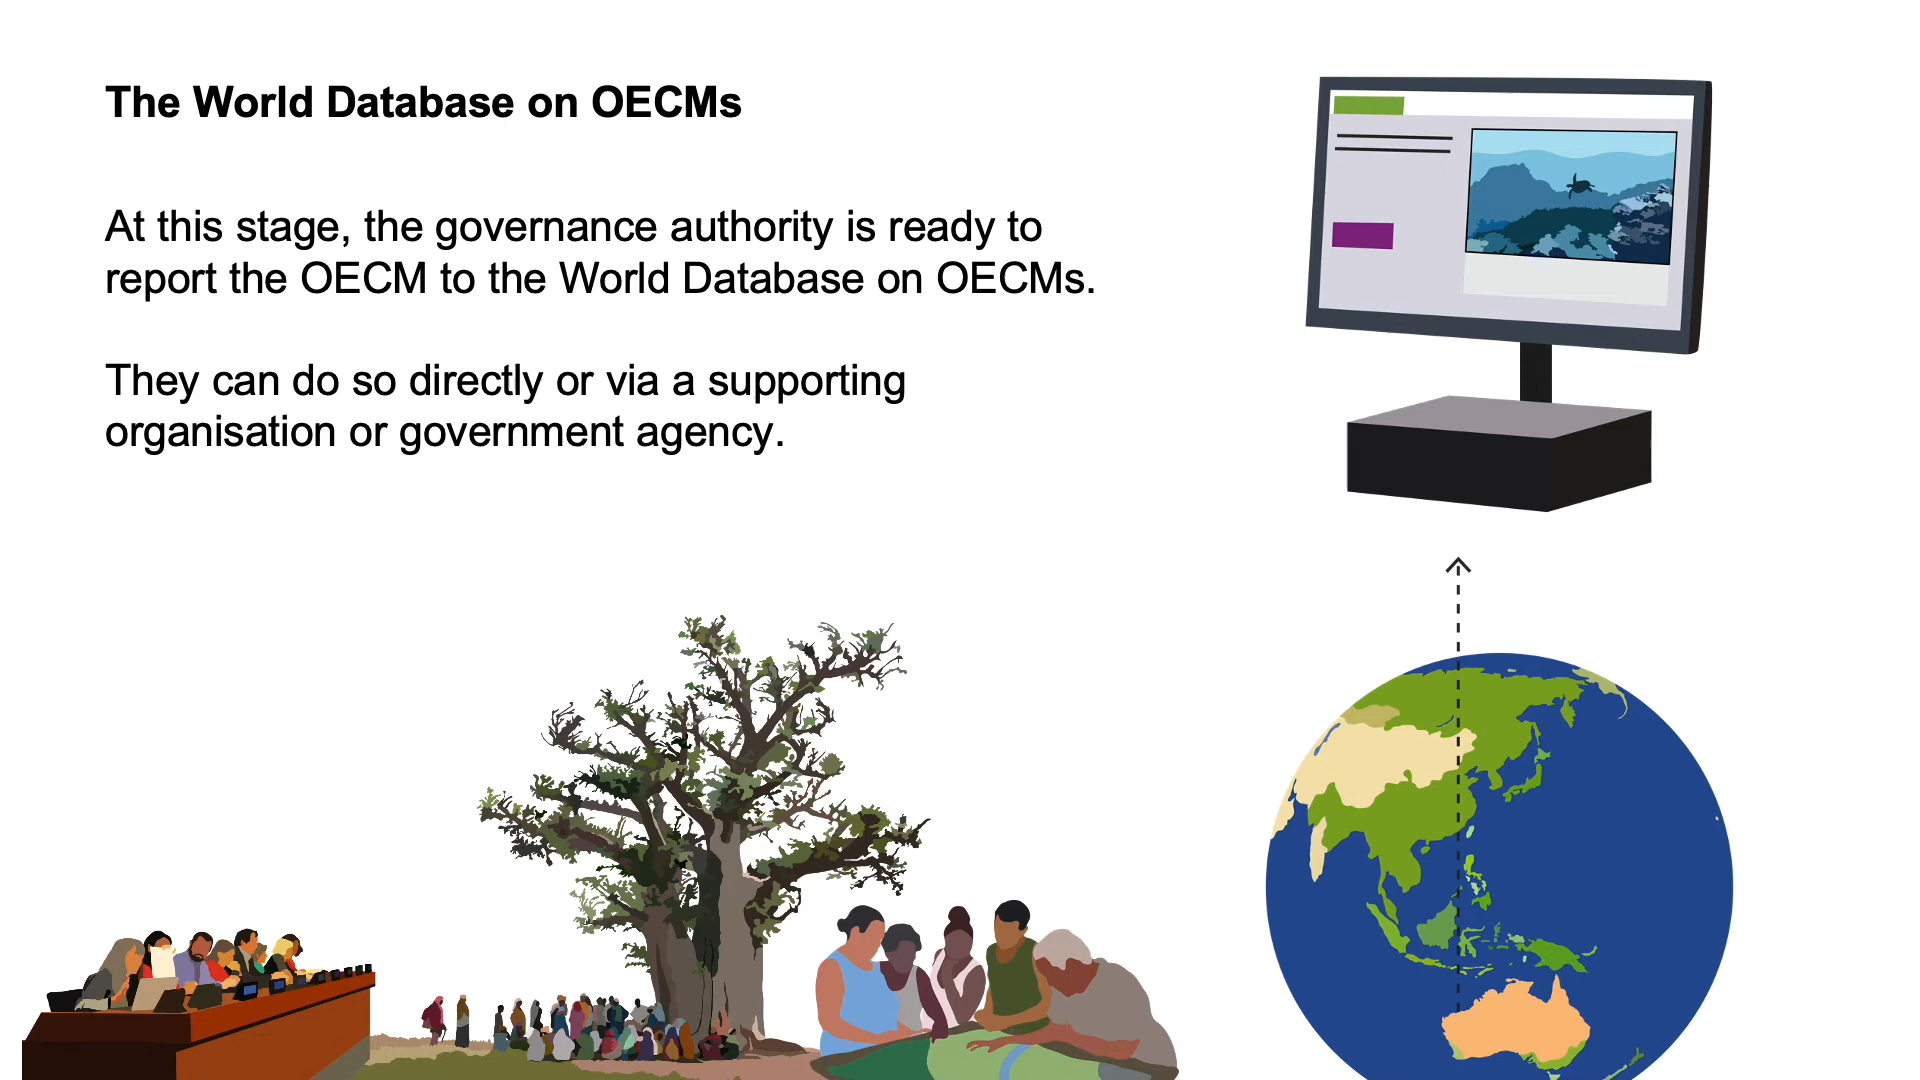 The World Database on OECMs
At this stage, the governance authority is ready to
report the OECM to the World Database on OECMs.
They can do so directly or via a supporting
organisation or government agency.